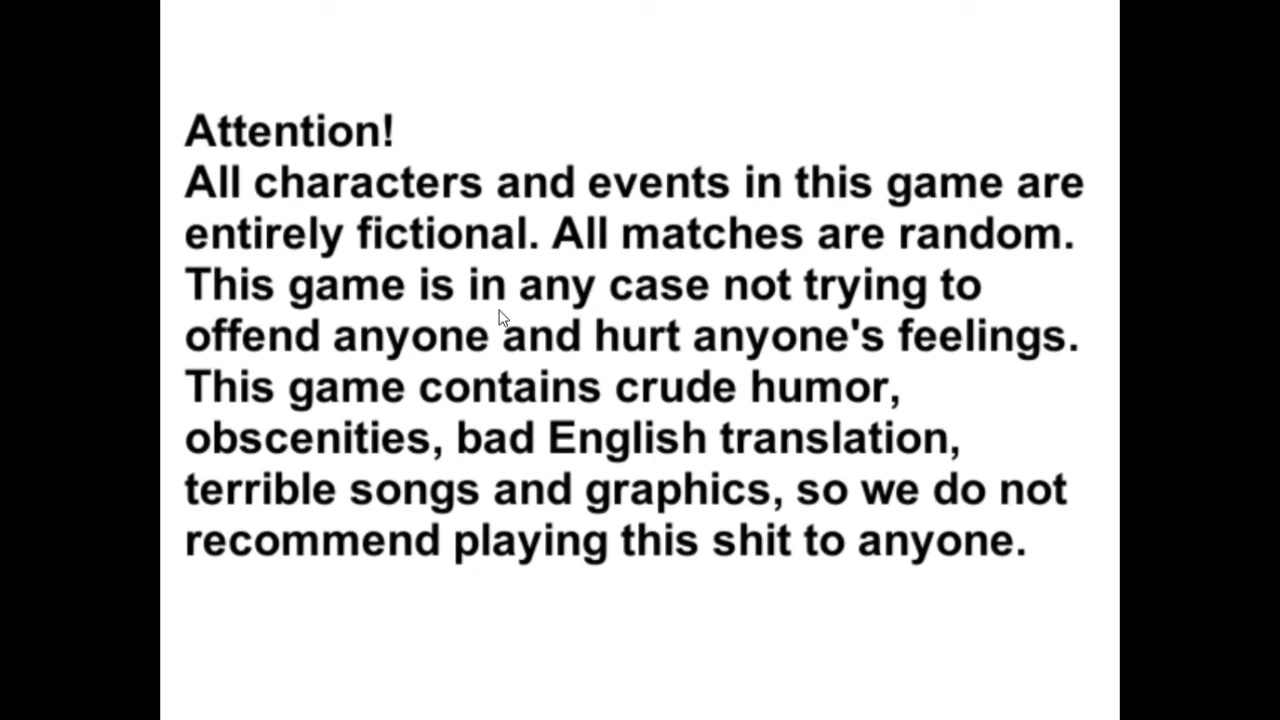 Attention!
All characters and events in this game are
entirely fictional. All matches are random.
This game is in any case not trying to
offend anyone and hurt anyone's feelings.
This game contains crude humor,
obscenities, bad English translation,
terrible songs and graphics, so we do not
recommend playing this shit to anyone.